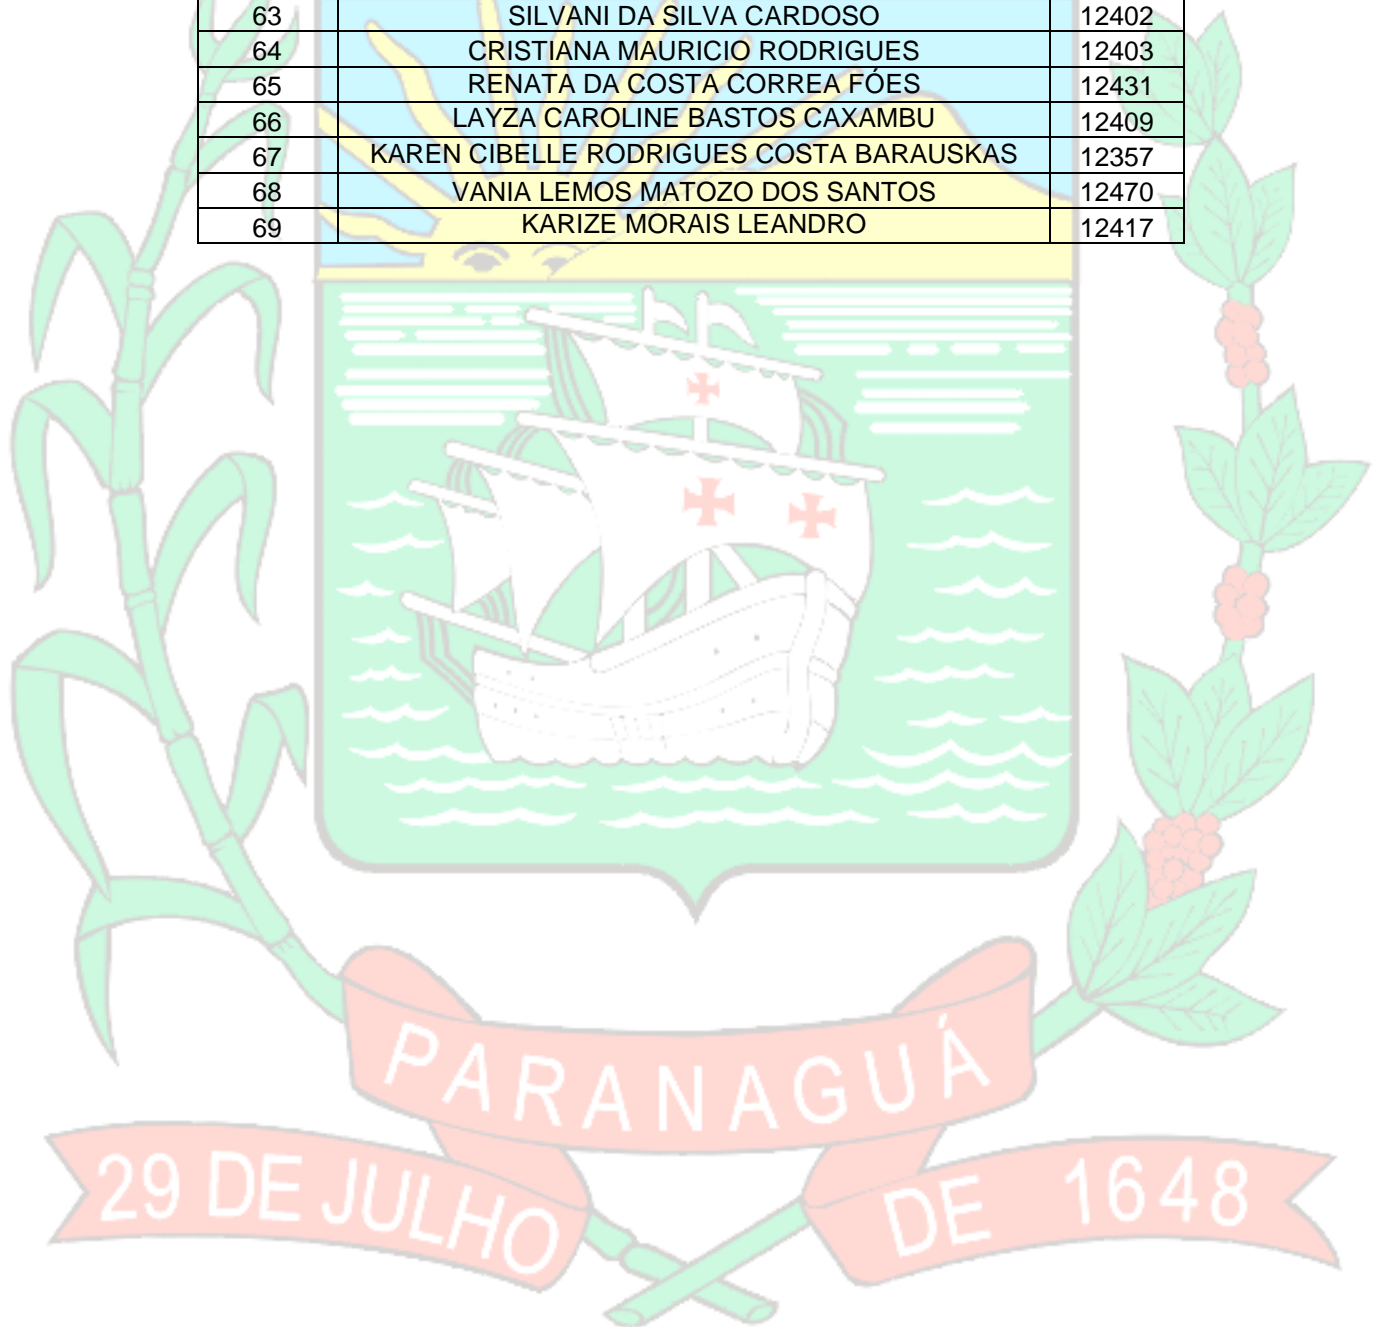 63 SILVANI DA SILVA CARDOSO 12402
64 CRISTIANA MAURICIO RODRIGUES 12403
65 RENATA DA COSTA CORREA FÓES 12431
66 LAYZA CAROLINE BASTOS CAXAMBU 12409
67 KAREN CIBELLE RODRIGUES COSTA BARAUSKAS 12357
68 VANIA LEMOS MATOZO DOS SANTOS 12470
69 KARIZE MORAIS LEANDRO 12417
PARANAGUÁ
29 DE JULHO DE 1648